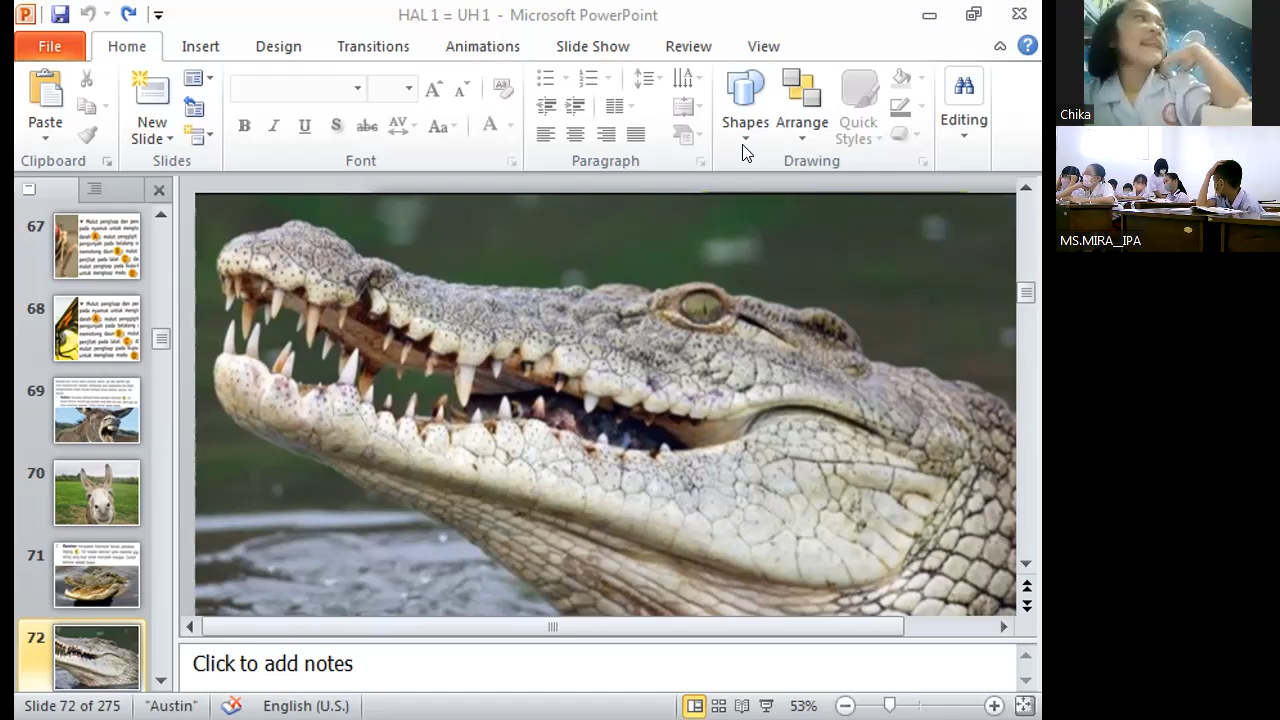 HAL 1 = UH 1 - Microsoft PowerPoint
File Home Insert Design Transitions Animations Slide Show Review View
Paste
New Slide
Shapes Arrange Quick Styles
Editing
Clipboard Slides Font Paragraph Drawing
Chika
MS.MIRA__IPA
67
68
69
70
71
72
Click to add notes
Slide 72 of 275 "Austin" English (U.S.) 53%